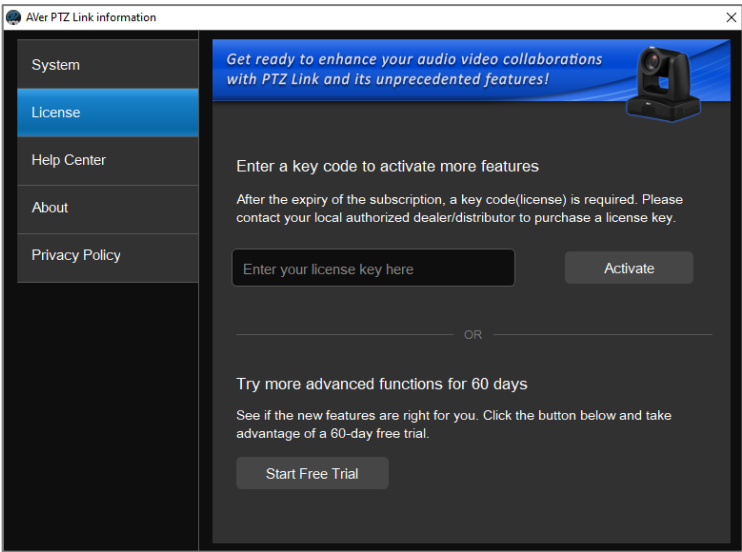 AVer PTZ Link information
System
License
Help Center
About
Privacy Policy
Get ready to enhance your audio video collaborations
with PTZ Link and its unprecedented features!
Enter a key code to activate more features
After the expiry of the subscription, a key code(license) is required. Please
contact your local authorized dealer/distributor to purchase a license key.
Enter your license key here
Activate
OR
Try more advanced functions for 60 days
See if the new features are right for you. Click the button below and take
advantage of a 60-day free trial.
Start Free Trial